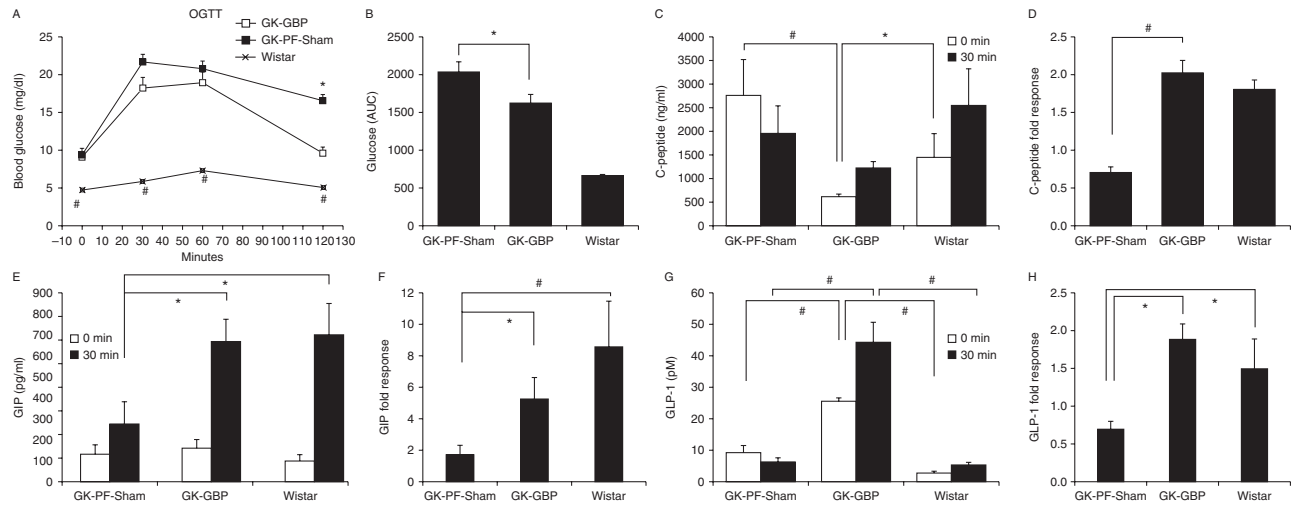 A
OGTT
GK-GBP
GK-PF-Sham
Wistar
25
20
15
10
5
0
Blood glucose (mg/dl)
*
#
#
#
#
–10 0 10 20 30 40 50 60 70 80 90 100 110 120 130
Minutes
B
2500
2000
1500
1000
500
0
Glucose (AUC)
*
GK-PF-Sham GK-GBP Wistar
C
0 min
30 min
4000
3500
3000
2500
2000
1500
1000
500
0
C-peptide (ng/ml)
#
*
GK-PF-Sham GK-GBP Wistar
D
2.5
2.0
1.5
1.0
0.5
0
C-peptide fold response
#
GK-PF-Sham GK-GBP Wistar
E
900
800
700
600
500
400
300
200
100
0
GIP (pg/ml)
0 min
30 min
*
*
GK-PF-Sham GK-GBP Wistar
F
12
10
8
6
4
2
0
GIP fold response
#
*
GK-PF-Sham GK-GBP Wistar
G
60
50
40
30
20
10
0
GLP-1 (pM)
0 min
30 min
# #
# #
GK-PF-Sham GK-GBP Wistar
H
2.5
2.0
1.5
1.0
0.5
0.0
GLP-1 fold response
*
*
GK-PF-Sham GK-GBP Wistar